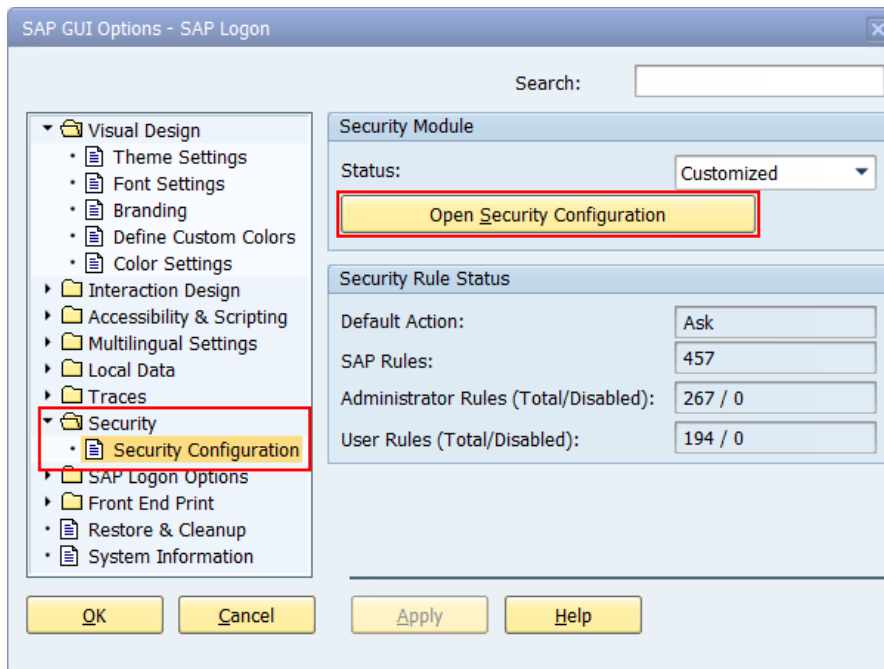 SAP GUI Options - SAP Logon
Search:
Visual Design
Theme Settings
Font Settings
Branding
Define Custom Colors
Color Settings
Interaction Design
Accessibility & Scripting
Multilingual Settings
Local Data
Traces
Security
Security Configuration
SAP Logon Options
Front End Print
Restore & Cleanup
System Information
Security Module
Status: Customized
Open Security Configuration
Security Rule Status
Default Action: Ask
SAP Rules: 457
Administrator Rules (Total/Disabled): 267 / 0
User Rules (Total/Disabled): 194 / 0
OK Cancel Apply Help